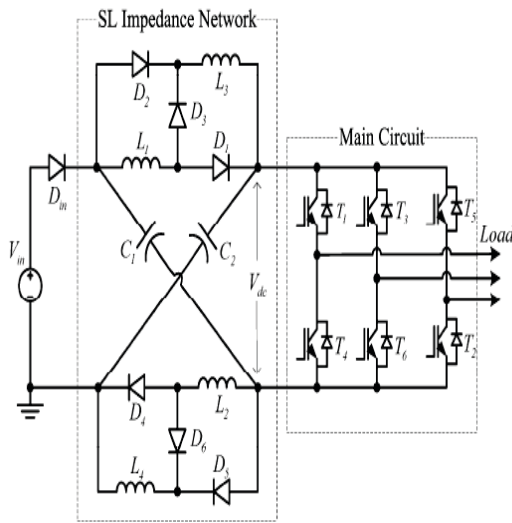 SL Impedance Network
D2
L3
D3
L1
D1
Main Circuit
Din
C1
C2
T1
T3
T5
Load
Vin
Vdc
T4
T6
T2
D4
L2
D6
L4
D5